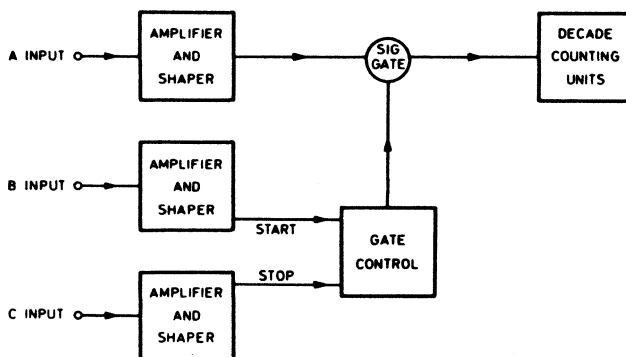 A INPUT
AMPLIFIER
AND
SHAPER
SIG
GATE
DECADE
COUNTING
UNITS
B INPUT
AMPLIFIER
AND
SHAPER
START
GATE
CONTROL
STOP
C INPUT
AMPLIFIER
AND
SHAPER